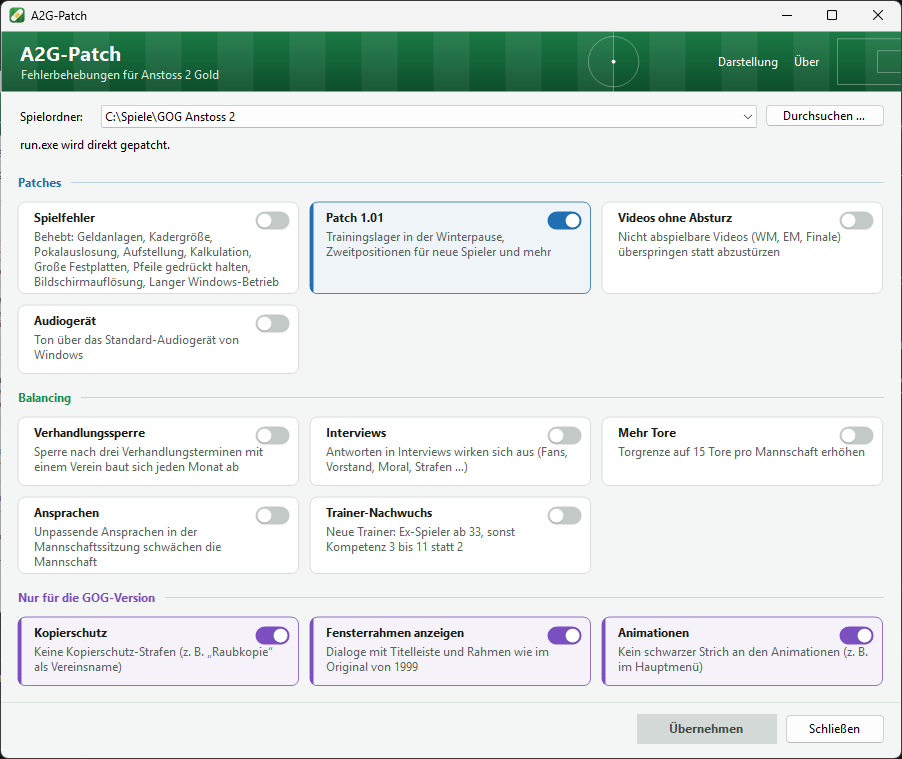 A2G-Patch
A2G-Patch
Fehlerbehebungen für Anstoss 2 Gold
Darstellung Über
Spielordner: C:\Spiele\GOG Anstoss 2 Durchsuchen ...
run.exe wird direkt gepatcht.
Patches
Spielfehler
Behebt: Geldanlagen, Kadergröße,
Pokalauslosung, Aufstellung, Kalkulation,
Große Festplatten, Pfeile gedrückt halten,
Bildschirmauflösung, Langer Windows-Betrieb
Patch 1.01
Trainingslager in der Winterpause,
Zweitpositionen für neue Spieler und mehr
Videos ohne Absturz
Nicht abspielbare Videos (WM, EM, Finale)
überspringen statt abzustürzen
Audiogerät
Ton über das Standard-Audiogerät von
Windows
Balancing
Verhandlungssperre
Sperre nach drei Verhandlungsterminen mit
einem Verein baut sich jeden Monat ab
Interviews
Antworten in Interviews wirken sich aus (Fans,
Vorstand, Moral, Strafen ...)
Mehr Tore
Torgrenze auf 15 Tore pro Mannschaft erhöhen
Ansprachen
Unpassende Ansprachen in der
Mannschaftssitzung schwächen die
Mannschaft
Trainer-Nachwuchs
Neue Trainer: Ex-Spieler ab 33, sonst
Kompetenz 3 bis 11 statt 2
Nur für die GOG-Version
Kopierschutz
Keine Kopierschutz-Strafen (z. B. „Raubkopie“
als Vereinsname)
Fensterrahmen anzeigen
Dialoge mit Titelleiste und Rahmen wie im
Original von 1999
Animationen
Kein schwarzer Strich an den Animationen (z. B.
im Hauptmenü)
Übernehmen Schließen